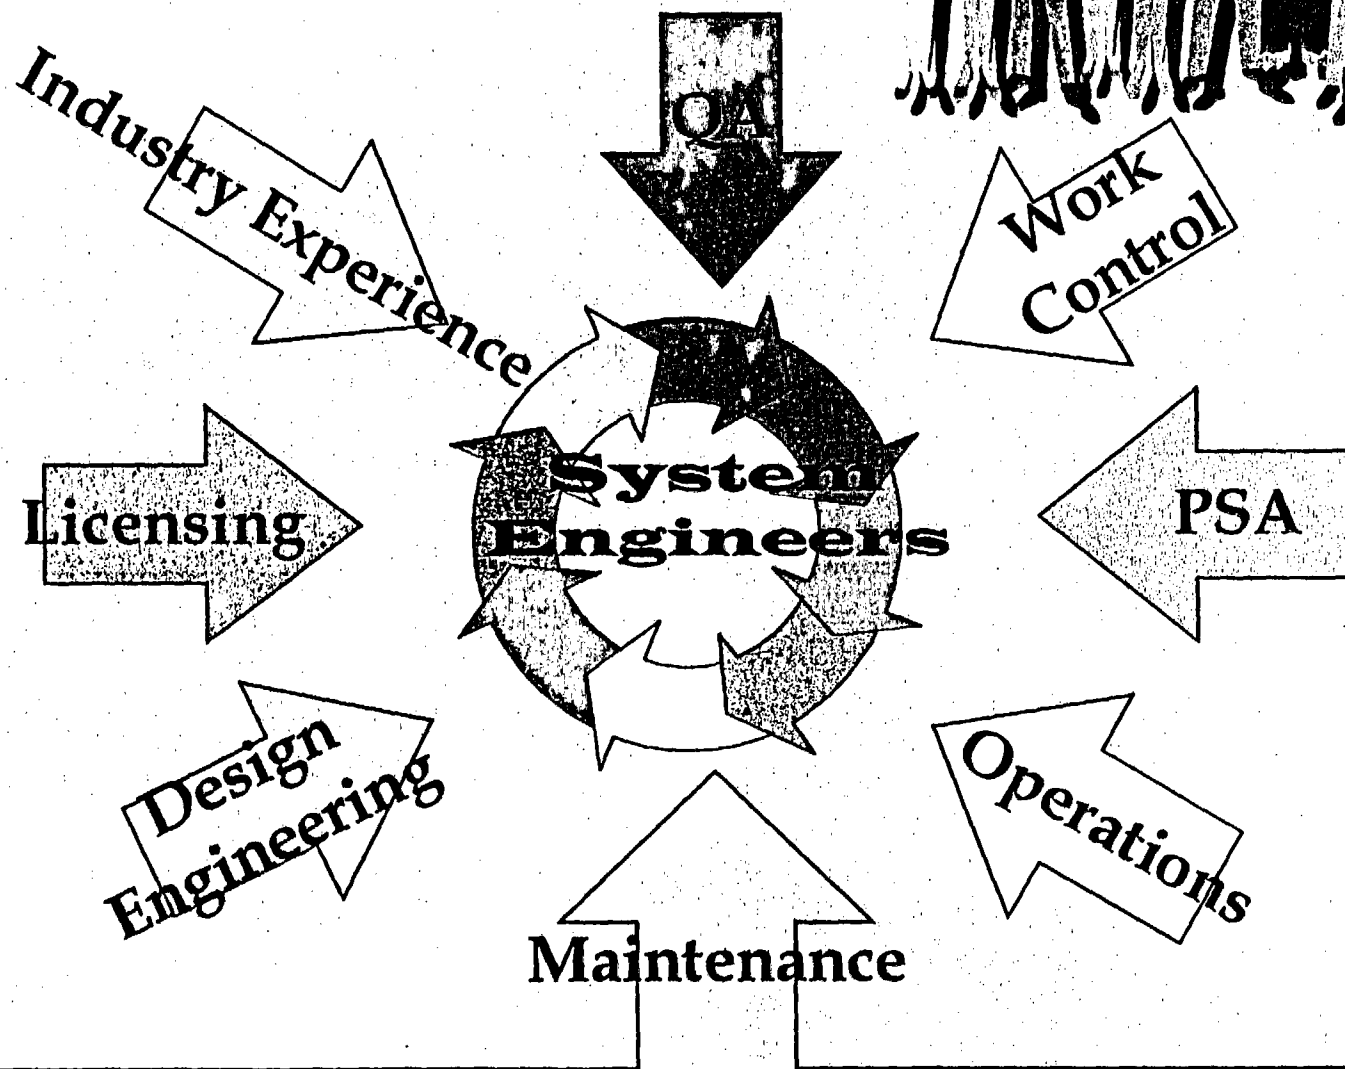 QA
Industry Experience
Work
Control
System
Engineers
Licensing
PSA
Design
Engineering
Operations
Maintenance